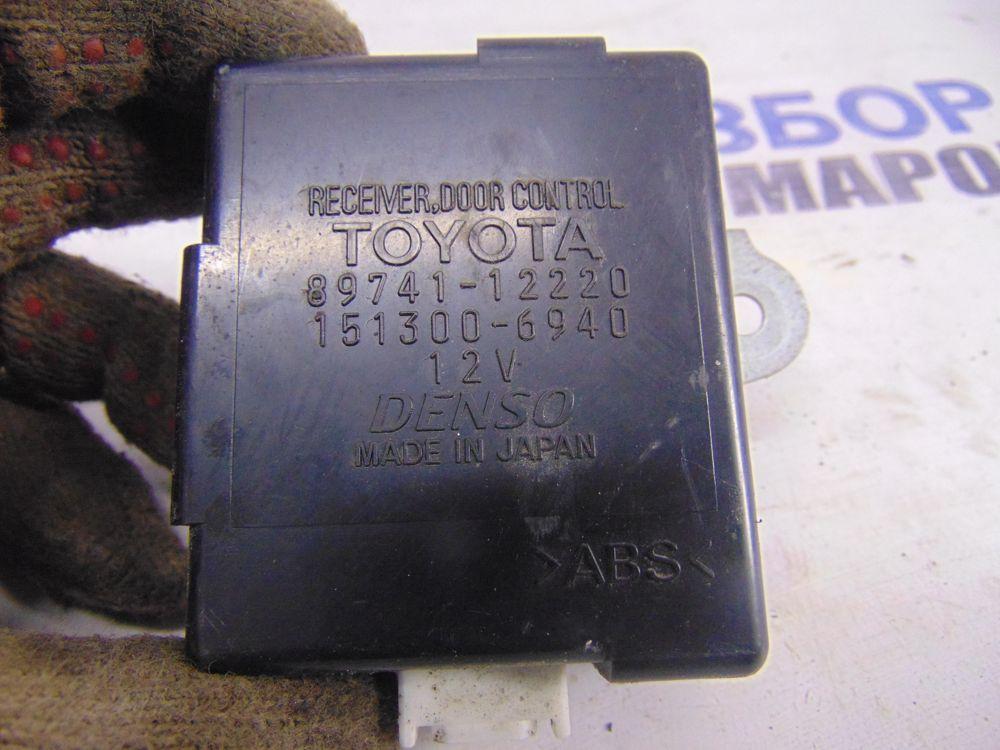 ЗБОР
МАРО
RECEIVER,DOOR CONTROL
TOYOTA
89741-12220
151300-6940
12V
DENSO
MADE IN JAPAN
>ABS<